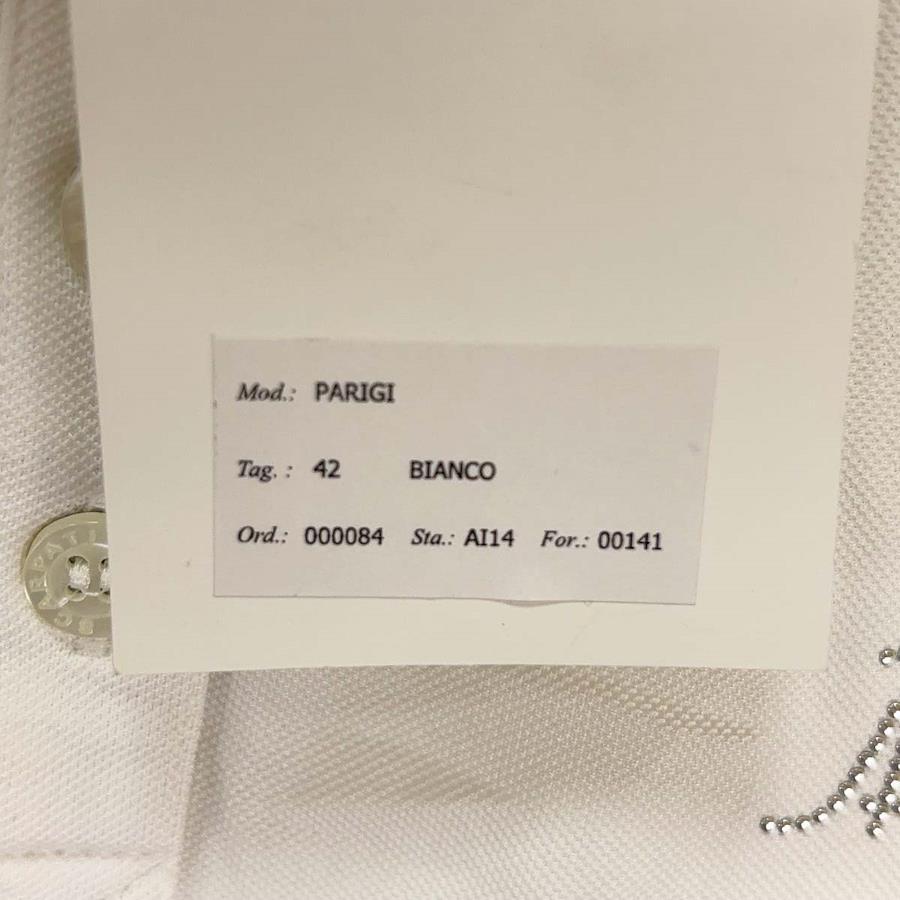 Mod.: PARIGI
Tag. : 42 BIANCO
Ord.: 000084 Sta.: AI14 For.: 00141